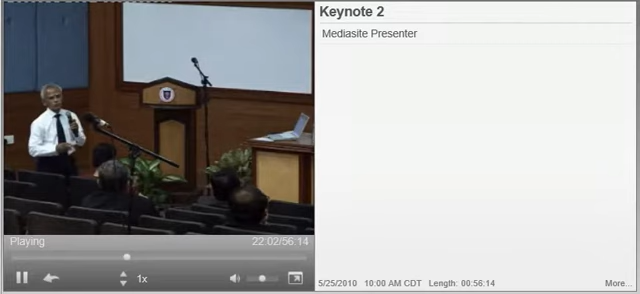 Keynote 2
Mediasite Presenter
Playing
22:02/56:14
1x
5/25/2010 10:00 AM CDT Length: 00:56:14
More...